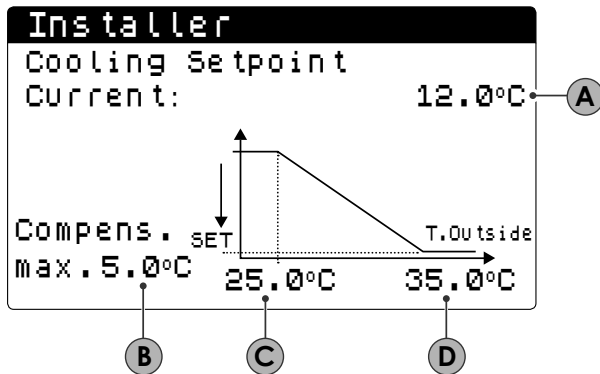 Installer
Cooling Setpoint
Current: 12.0°C
A
Compens.
SET
T.Outside
max.5.0°C
25.0°C
35.0°C
B
C
D